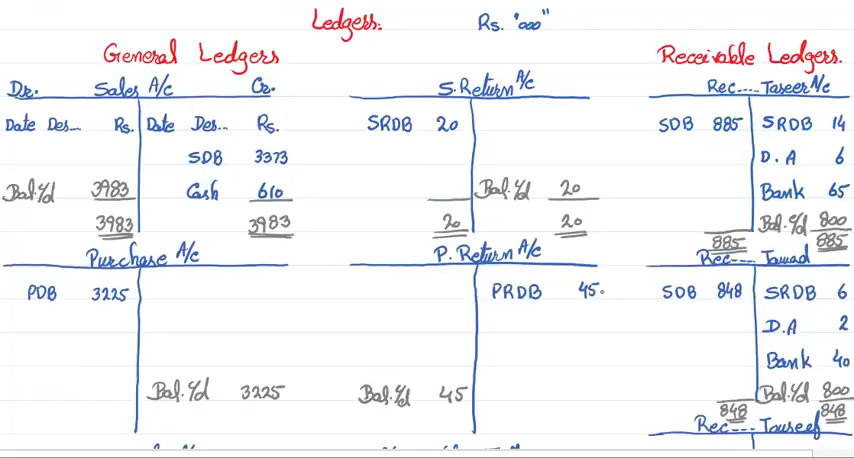 Ledgers. Rs. "000"
General Ledgers Receivable Ledgers.
Dr. Sales A/c Cr. S.Return A/c Rec---- Taseer A/c
Date Des... Rs. Date Des... Rs. SRDB 20 SDB 885 SRDB 14
SDB 3373 D.A 6
Bal. c/d 3983 Cash 610 Bal. c/d 20 Bank 65
3983 3983 20 20 Bal. c/d 800
885 885
Purchase A/c P. Return A/c Rec---- Tawad
PDB 3225 PRDB 45 SDB 848 SRDB 6
D.A 2
Bank 40
Bal. c/d 3225 Bal. c/d 45 Bal. c/d 800
848 848
Rec---- Touseef